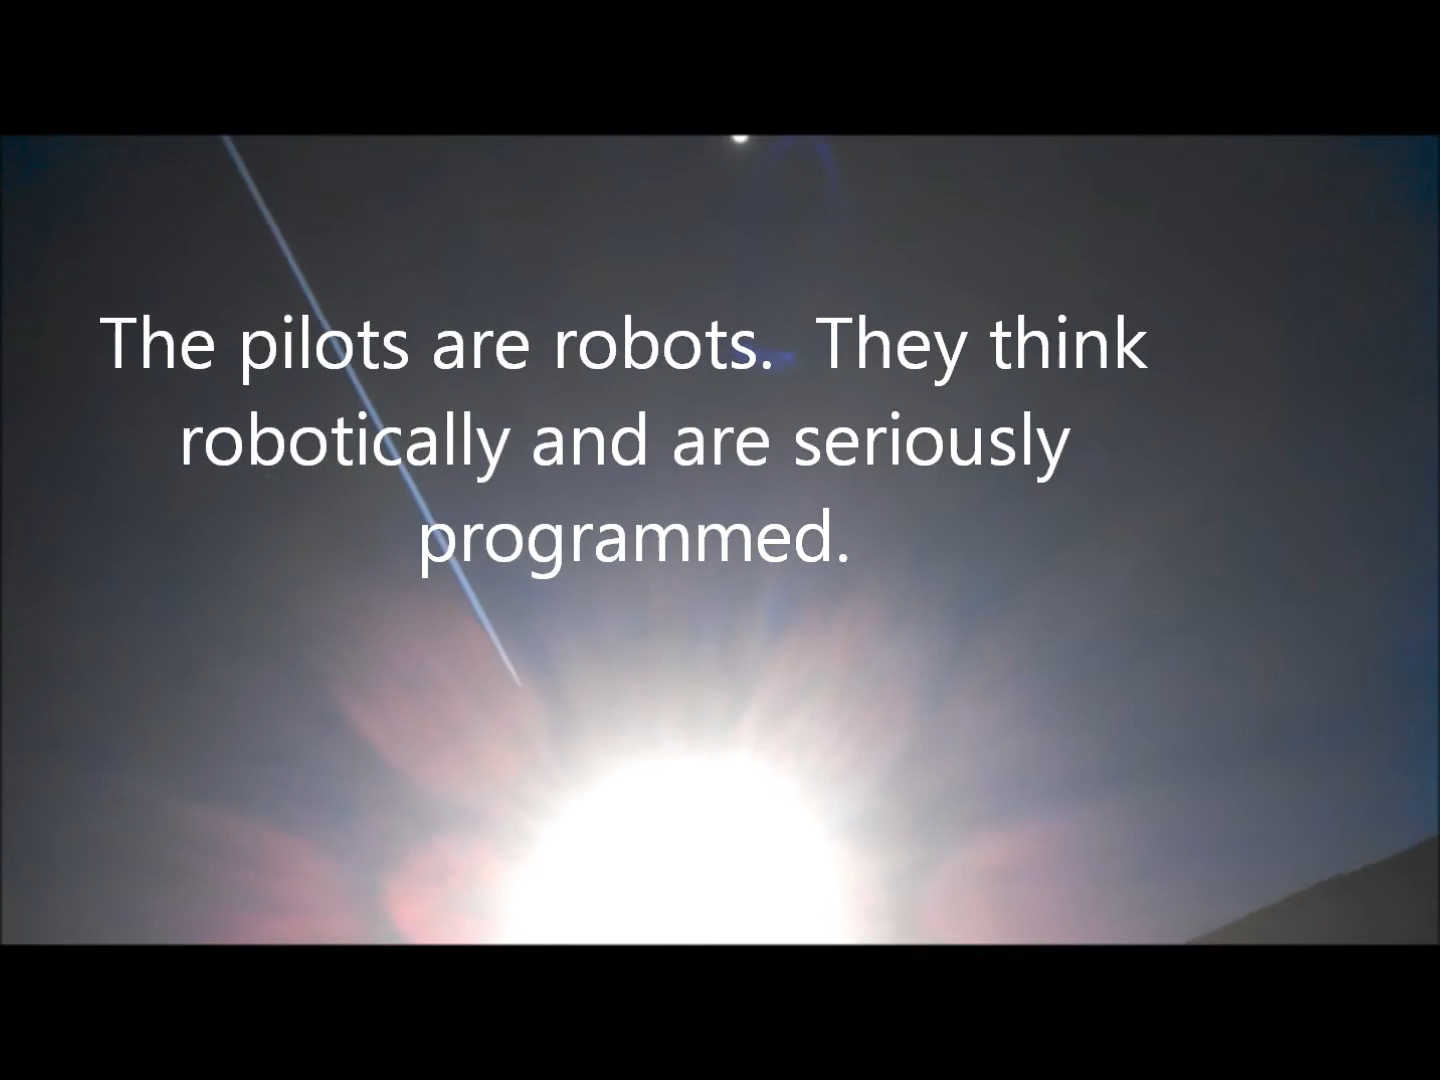 The pilots are robots.  They think
robotically and are seriously
programmed.